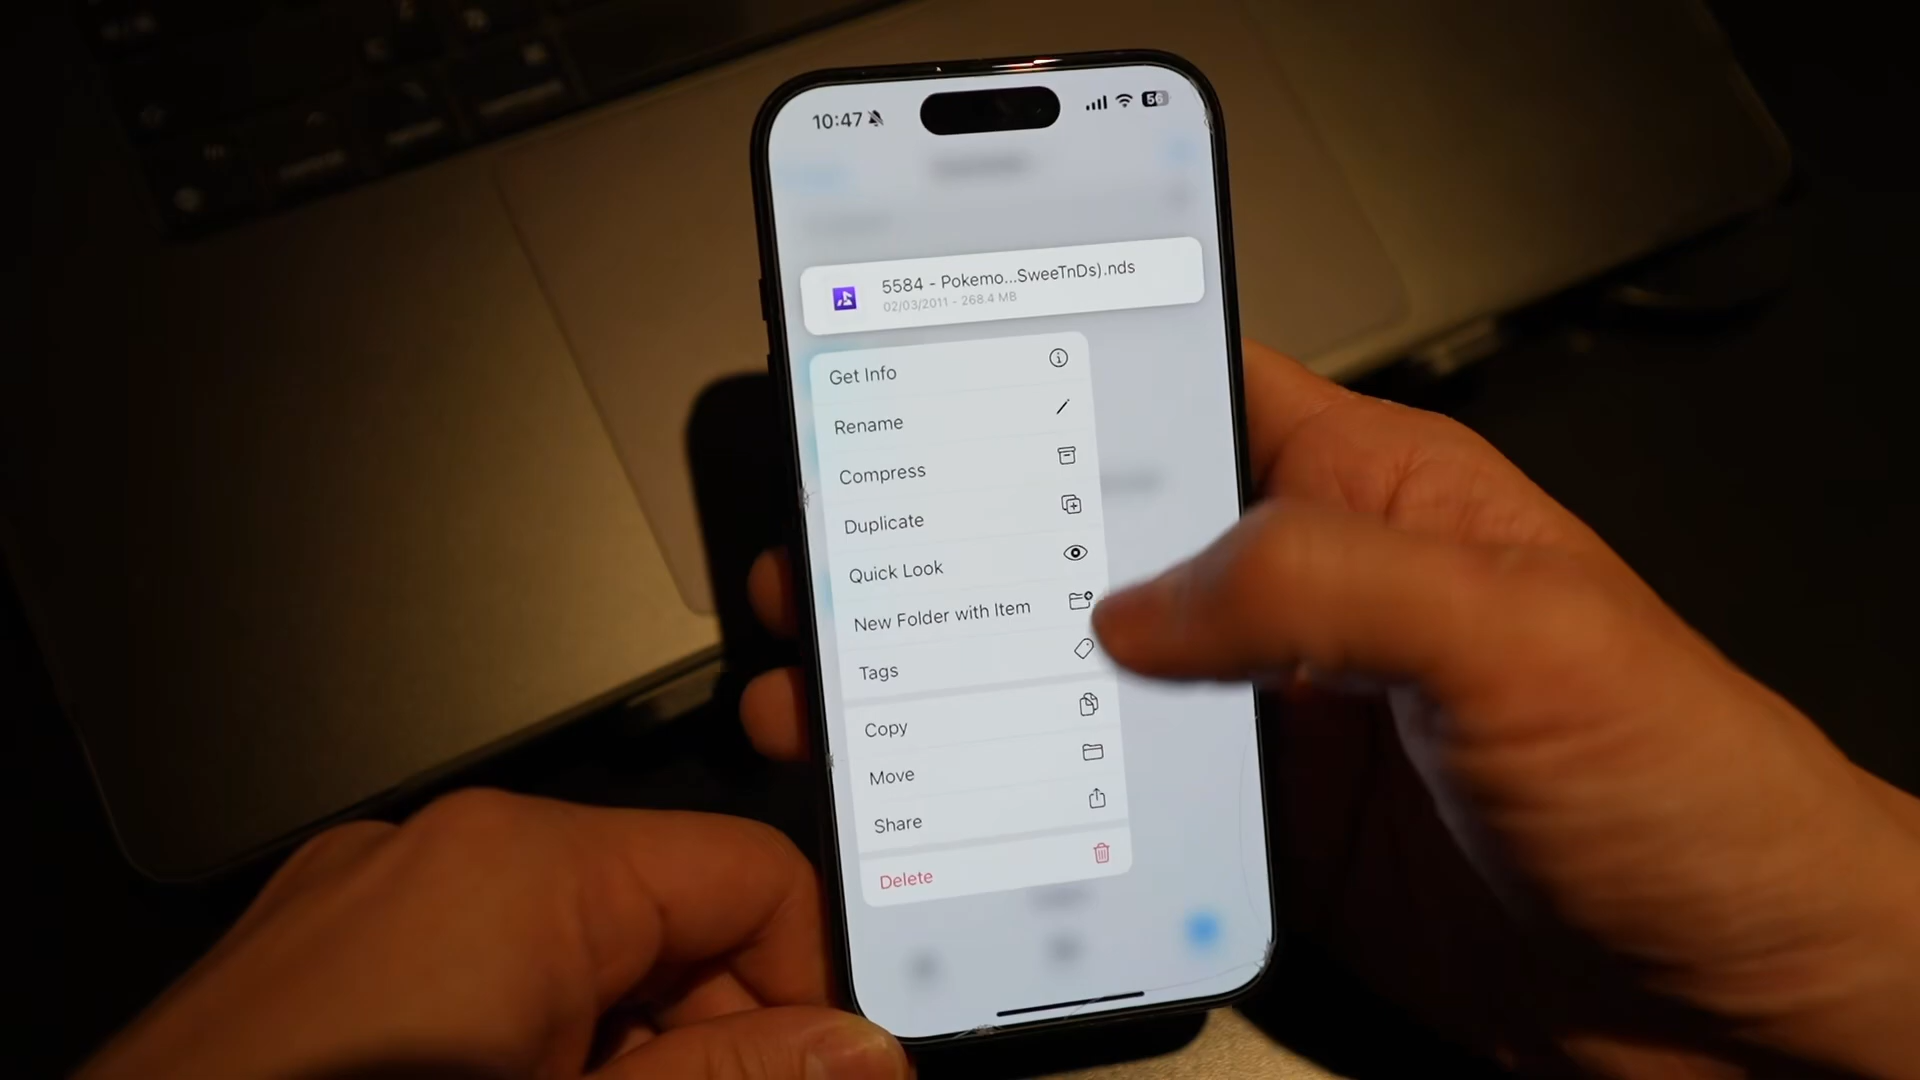 10:47
56
5584 - Pokemo...SweeTnDs).nds
02/03/2011 - 268.4 MB
Get Info
Rename
Compress
Duplicate
Quick Look
New Folder with Item
Tags
Copy
Move
Share
Delete